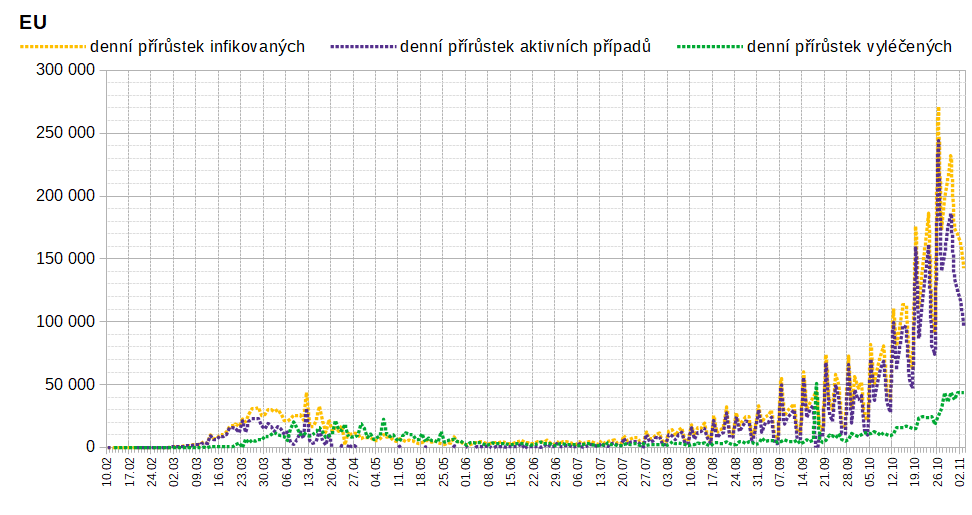 EU
denní přírůstek infikovaných denní přírůstek aktivních případů denní přírůstek vyléčených
300 000
250 000
200 000
150 000
100 000
50 000
0
10.02 17.02 24.02 02.03 09.03 16.03 23.03 30.03 06.04 13.04 20.04 27.04 04.05 11.05 18.05 25.05 01.06 08.06 15.06 22.06 29.06 06.07 13.07 20.07 27.07 03.08 10.08 17.08 24.08 31.08 07.09 14.09 21.09 28.09 05.10 12.10 19.10 26.10 02.11